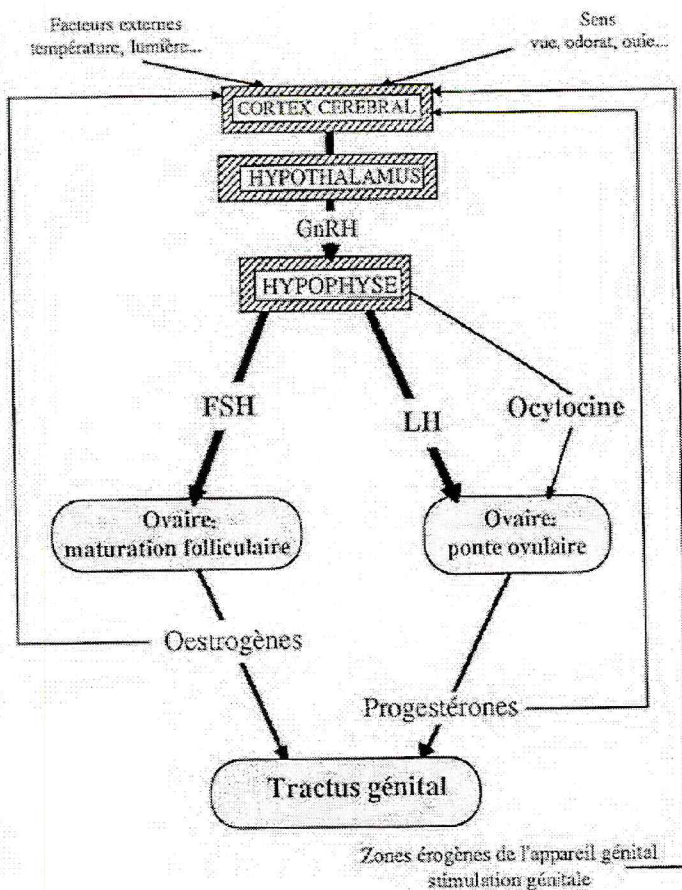 Facteurs externes
température, lumière...
Sens
vue, odorat, ouie...
CORTEX CEREBRAL
HYPOTHALAMUS
GnRH
HYPOPHYSE
FSH
LH
Ocytocine
Ovaire:
maturation folliculaire
Ovaire:
ponte ovulaire
Oestrogènes
Progestérones
Tractus génital
Zones érogènes de l'appareil génital
stimulation génitale